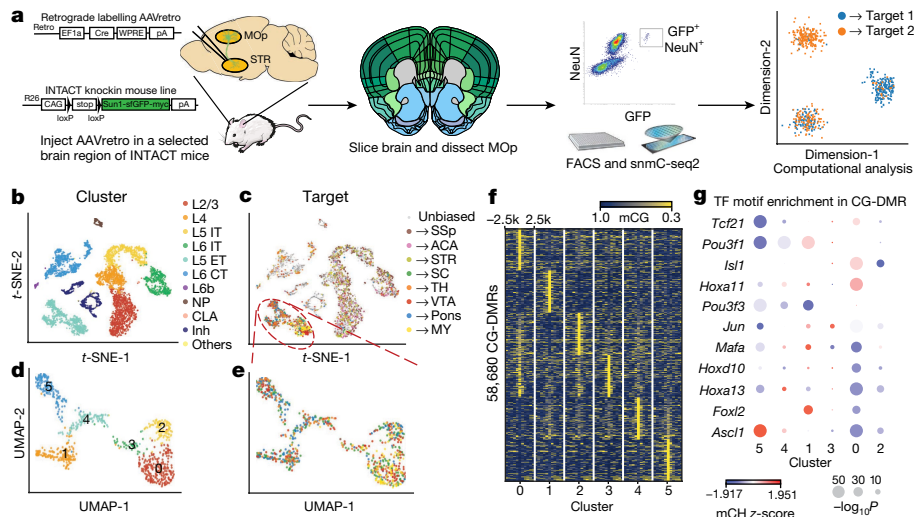 a
Retrograde labelling AAVretro
Retro
EF1a
Cre
WPRE
pA
INTACT knockin mouse line
R26
CAG
stop
Sun1-sfGFP-myc
pA
loxP
loxP
Inject AAVretro in a selected
brain region of INTACT mice
MOp
STR
Slice brain and dissect MOp
NeuN
GFP+
NeuN+
GFP
FACS and snmC-seq2
→ Target 1
→ Target 2
Dimension-2
Dimension-1
Computational analysis
b
Cluster
t-SNE-2
t-SNE-1
L2/3
L4
L5 IT
L6 IT
L5 ET
L6 CT
L6b
NP
CLA
Inh
Others
c
Target
t-SNE-1
Unbiased
→ SSp
→ ACA
→ STR
→ SC
→ TH
→ VTA
→ Pons
→ MY
d
UMAP-2
5
4
2
3
1
0
UMAP-1
e
UMAP-1
f
−2.5k 2.5k
1.0 0.3
mCG
58,680 CG-DMRs
0 1 2 3 4 5
Cluster
g
TF motif enrichment in CG-DMR
Tcf21
Pou3f1
Isl1
Hoxa11
Pou3f3
Jun
Mafa
Hoxd10
Hoxa13
Foxl2
Ascl1
5 4 1 3 0 2
Cluster
−1.917 1.951
mCH z-score
50 30 10
−log10P